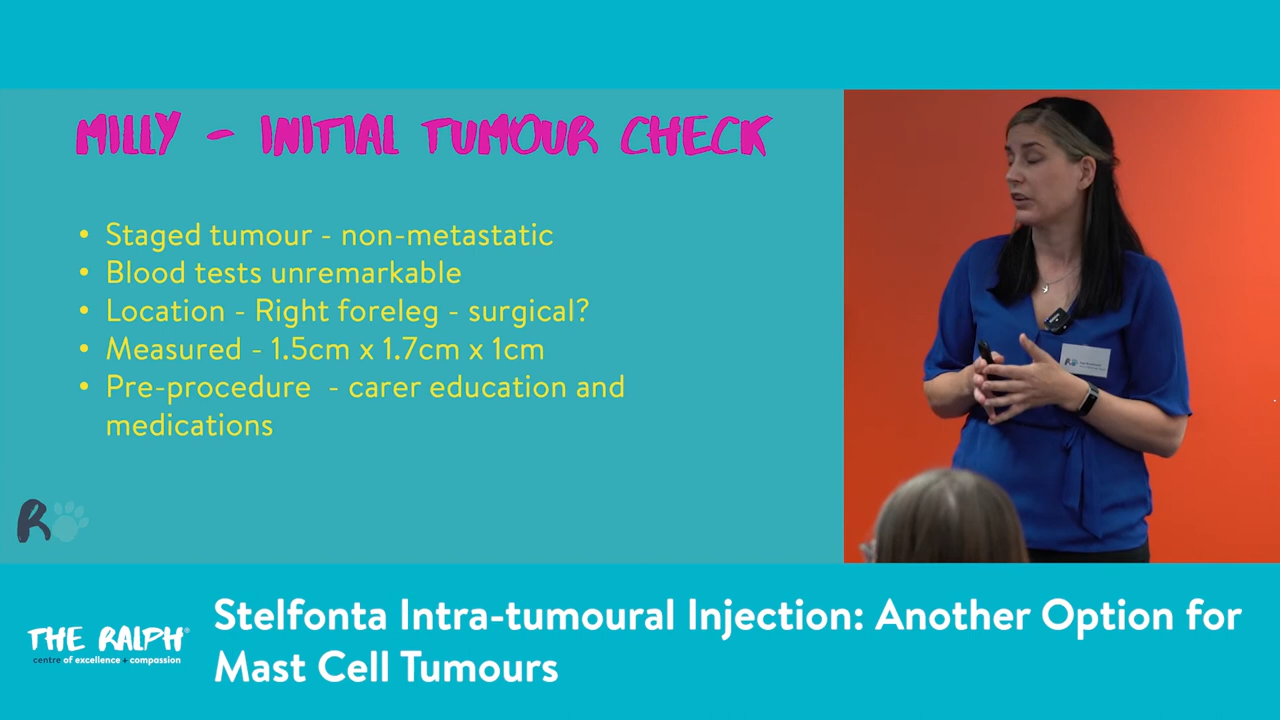 MILLY - INITIAL TUMOUR CHECK
• Staged tumour - non-metastatic
• Blood tests unremarkable
• Location - Right foreleg - surgical?
• Measured - 1.5cm x 1.7cm x 1cm
• Pre-procedure - carer education and
medications
R
THE RALPH®
centre of excellence + compassion
Stelfonta Intra-tumoural Injection: Another Option for
Mast Cell Tumours